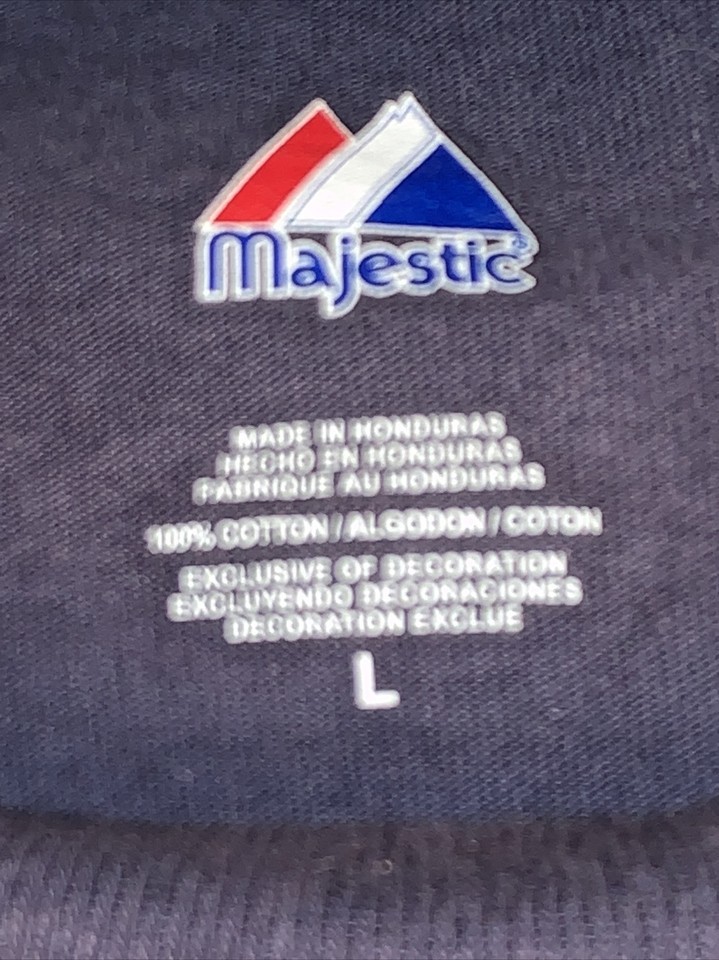 Majestic®
MADE IN HONDURAS
HECHO EN HONDURAS
FABRIQUE AU HONDURAS
100% COTTON / ALGODON / COTON
EXCLUSIVE OF DECORATION
EXCLUYENDO DECORACIONES
DECORATION EXCLUE
L